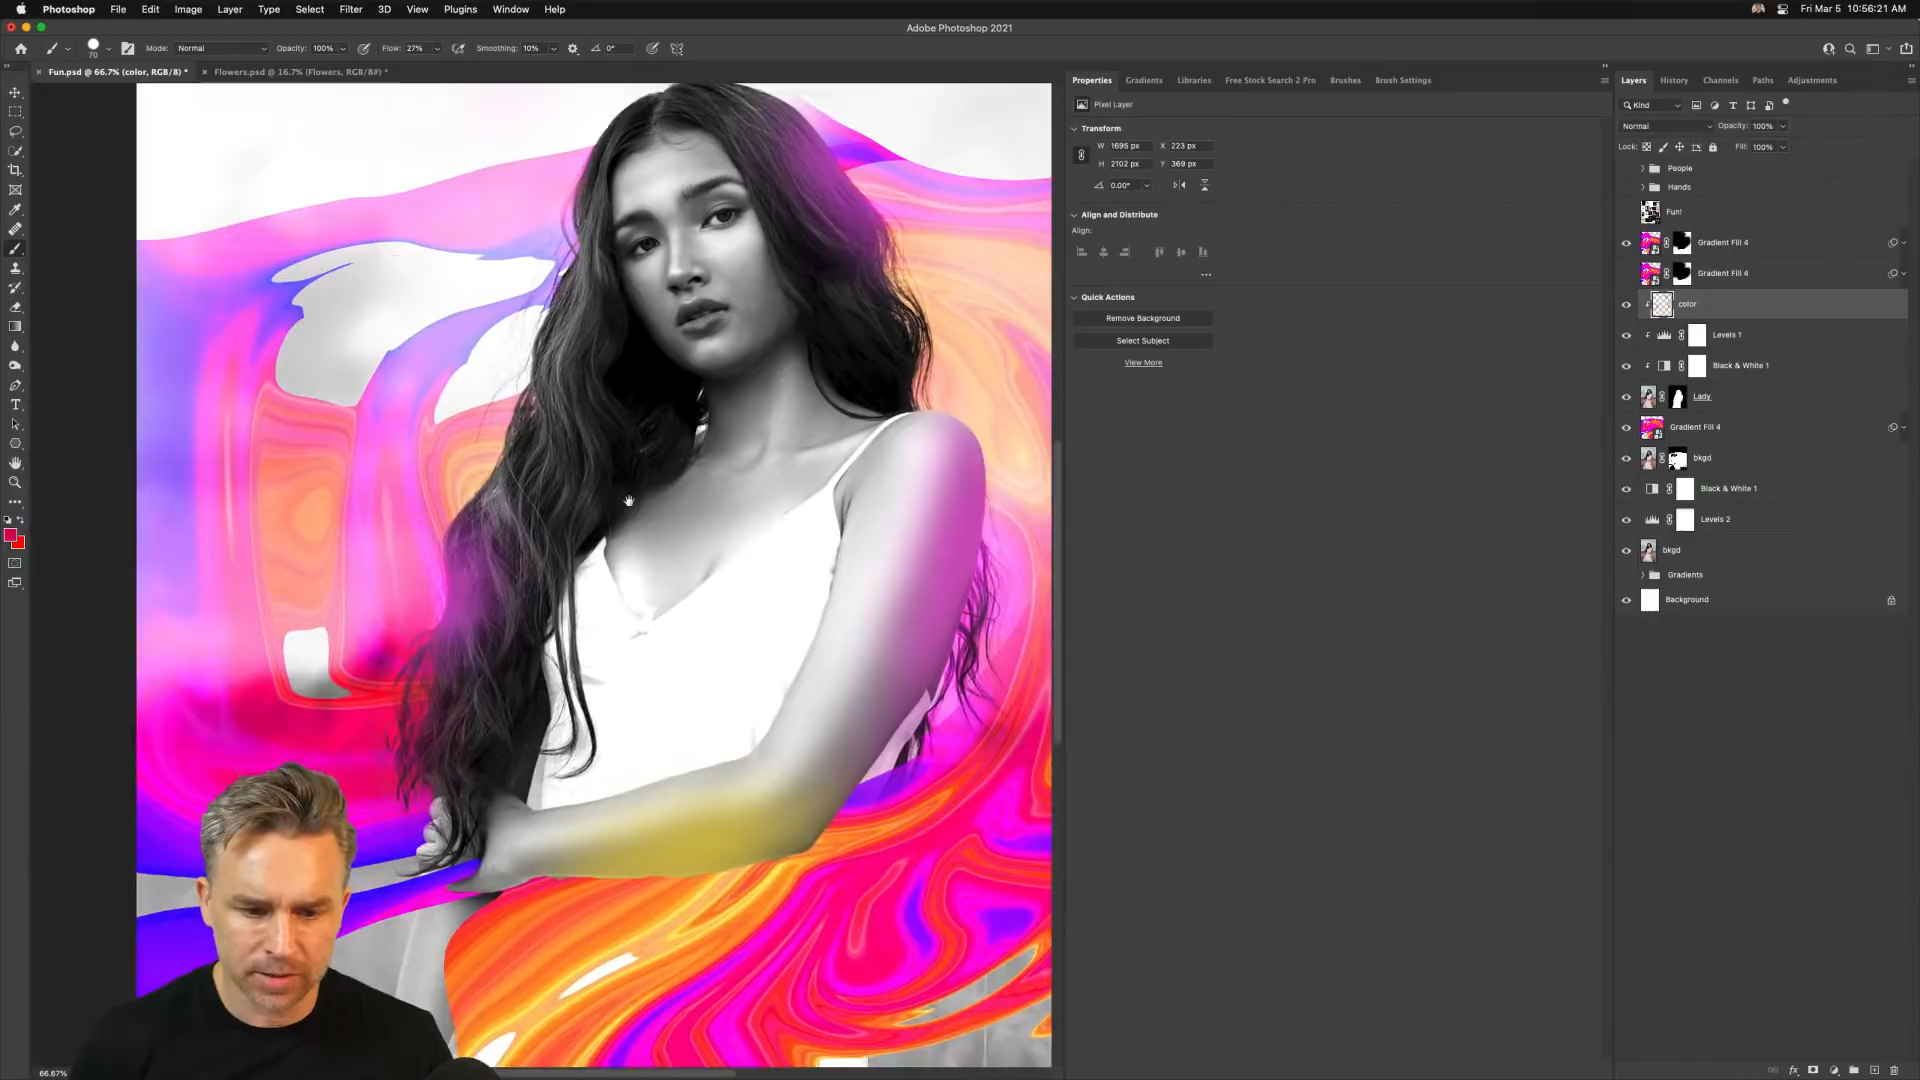 Photoshop File Edit Image Layer Type Select Filter 3D View Plugins Window Help Fri Mar 5 10:56:21 AM
Adobe Photoshop 2021
70 Mode: Normal Opacity: 100% Flow: 27% Smoothing: 10% 0°
Fun.psd @ 66.7% (color, RGB/8) * Flowers.psd @ 16.7% (Flowers, RGB/8#) *
Properties Gradients Libraries Free Stock Search 2 Pro Brushes Brush Settings
Pixel Layer
Transform
W 1695 px X 223 px
H 2102 px Y 369 px
0.00°
Align and Distribute
Align:
Quick Actions
Remove Background
Select Subject
View More
Layers History Channels Paths Adjustments
Kind
Normal Opacity: 100%
Lock: Fill: 100%
People
Hands
Fun!
Gradient Fill 4
Gradient Fill 4
color
Levels 1
Black & White 1
Lady
Gradient Fill 4
bkgd
Black & White 1
Levels 2
bkgd
Gradients
Background
66.67%